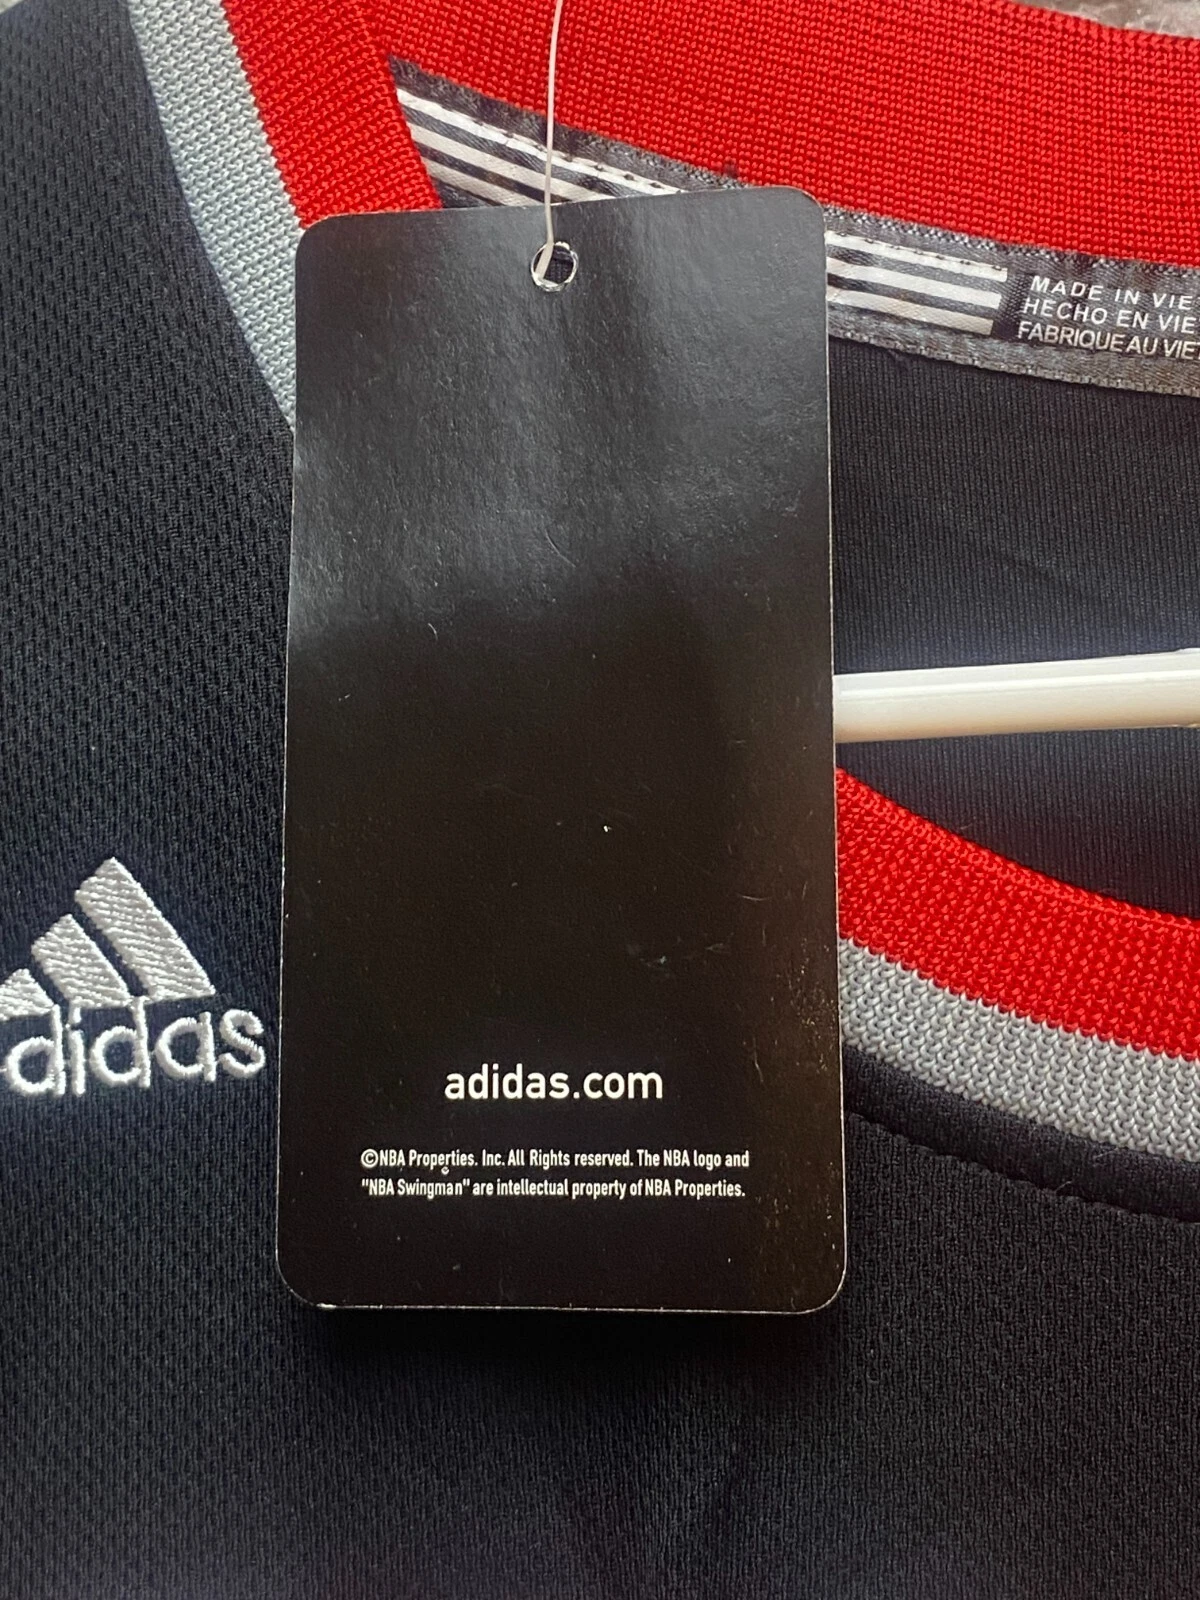 MADE IN VIE
HECHO EN VIE
FABRIQUE AU VIET
adidas
adidas.com
©NBA Properties. Inc. All Rights reserved. The NBA logo and
"NBA Swingman" are intellectual property of NBA Properties.